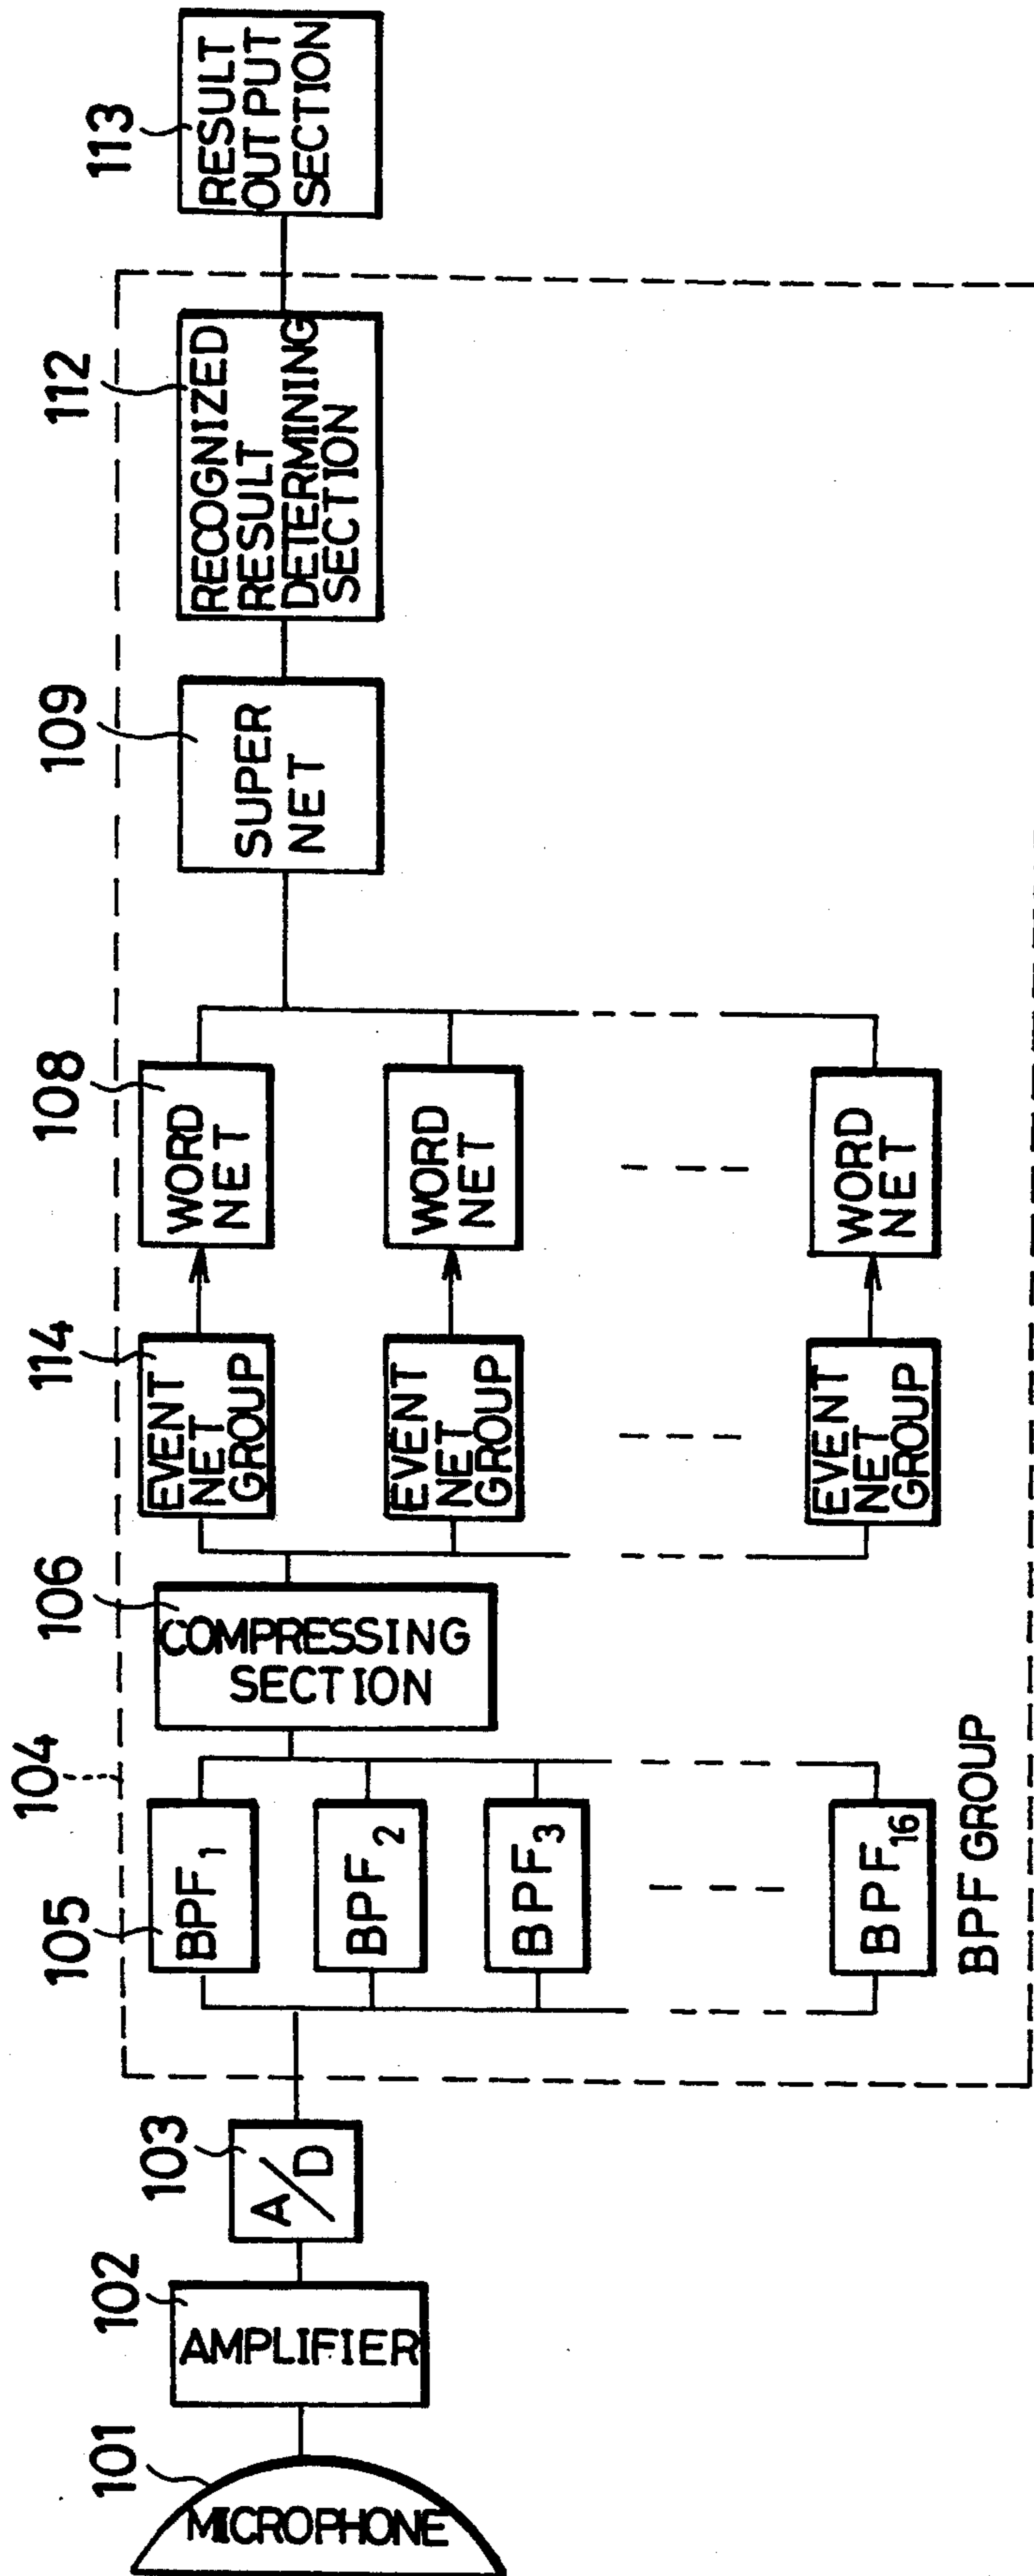 101
MICROPHONE
102
AMPLIFIER
103
A/D
104
105
BPF1
BPF2
BPF3
BPF16
BPF GROUP
106
COMPRESSING
SECTION
114
EVENT
NET
GROUP
EVENT
NET
GROUP
EVENT
NET
GROUP
108
WORD
NET
WORD
NET
WORD
NET
109
SUPER
NET
112
RECOGNIZED
RESULT
DETERMINING
SECTION
113
RESULT
OUTPUT
SECTION